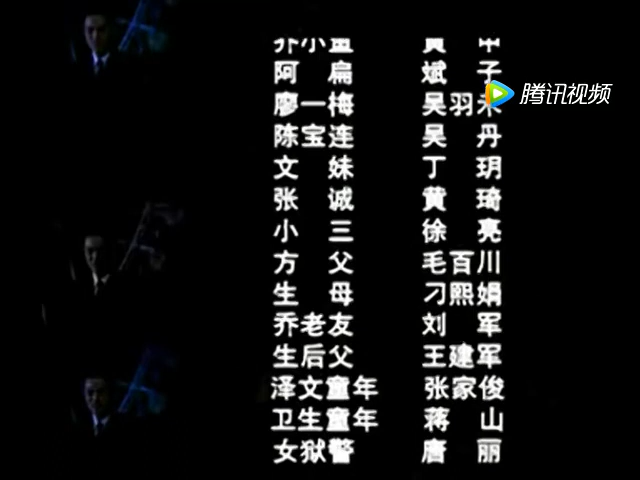 阿扁 斌子
腾讯视频
廖一梅 吴羽
陈宝连 吴丹
文妹 丁玥
张诚 黄琦
小三 徐亮
方父 毛百川
生母 刁熙娟
乔老友 刘军
生后父 王建军
泽文童年 张家俊
卫生童年 蒋山
女狱警 唐丽